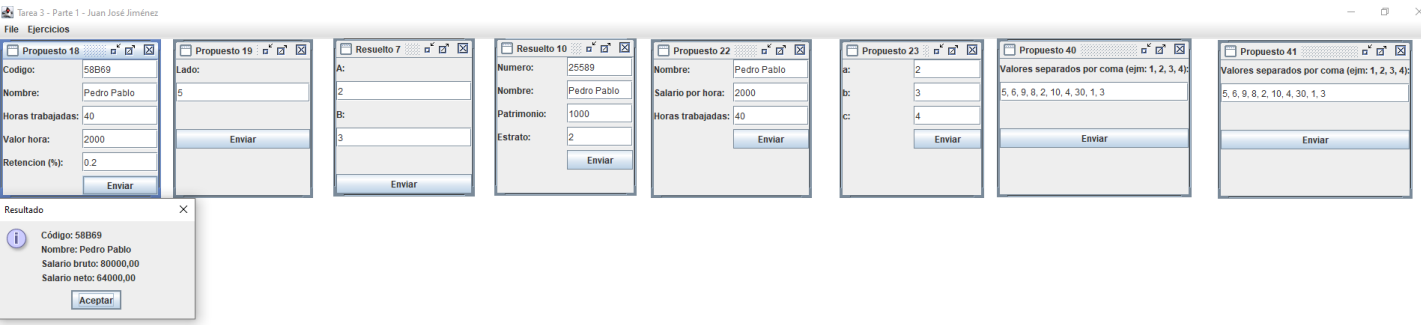 Tarea 3 - Parte 1 - Juan José Jiménez
File Ejercicios
Propuesto 18
Codigo: 58B69
Nombre: Pedro Pablo
Horas trabajadas: 40
Valor hora: 2000
Retencion (%): 0.2
Enviar
Propuesto 19
Lado:
5
Enviar
Resuelto 7
A:
2
B:
3
Enviar
Resuelto 10
Numero: 25589
Nombre: Pedro Pablo
Patrimonio: 1000
Estrato: 2
Enviar
Propuesto 22
Nombre: Pedro Pablo
Salario por hora: 2000
Horas trabajadas: 40
Enviar
Propuesto 23
a: 2
b: 3
c: 4
Enviar
Propuesto 40
Valores separados por coma (ejm: 1, 2, 3, 4):
5, 6, 9, 8, 2, 10, 4, 30, 1, 3
Enviar
Propuesto 41
Valores separados por coma (ejm: 1, 2, 3, 4):
5, 6, 9, 8, 2, 10, 4, 30, 1, 3
Enviar
Resultado
Código: 58B69
Nombre: Pedro Pablo
Salario bruto: 80000,00
Salario neto: 64000,00
Aceptar